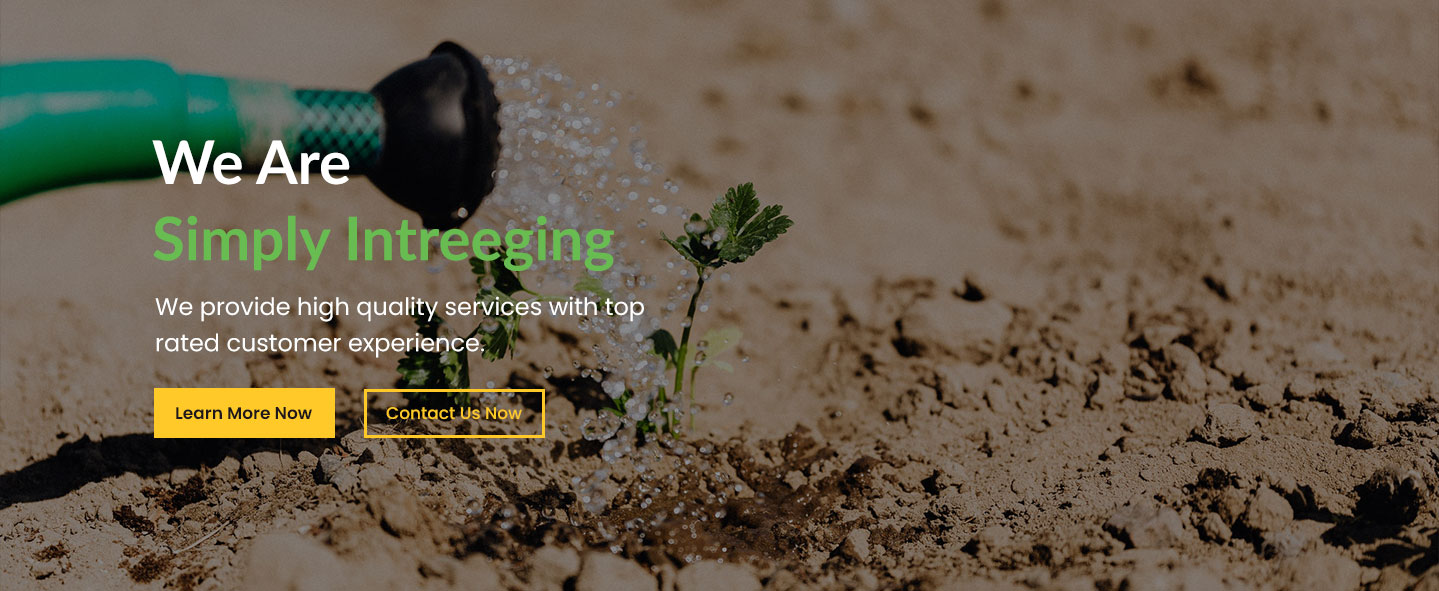 We Are
Simply Intreeging
We provide high quality services with top
rated customer experience.
Learn More Now
Contact Us Now